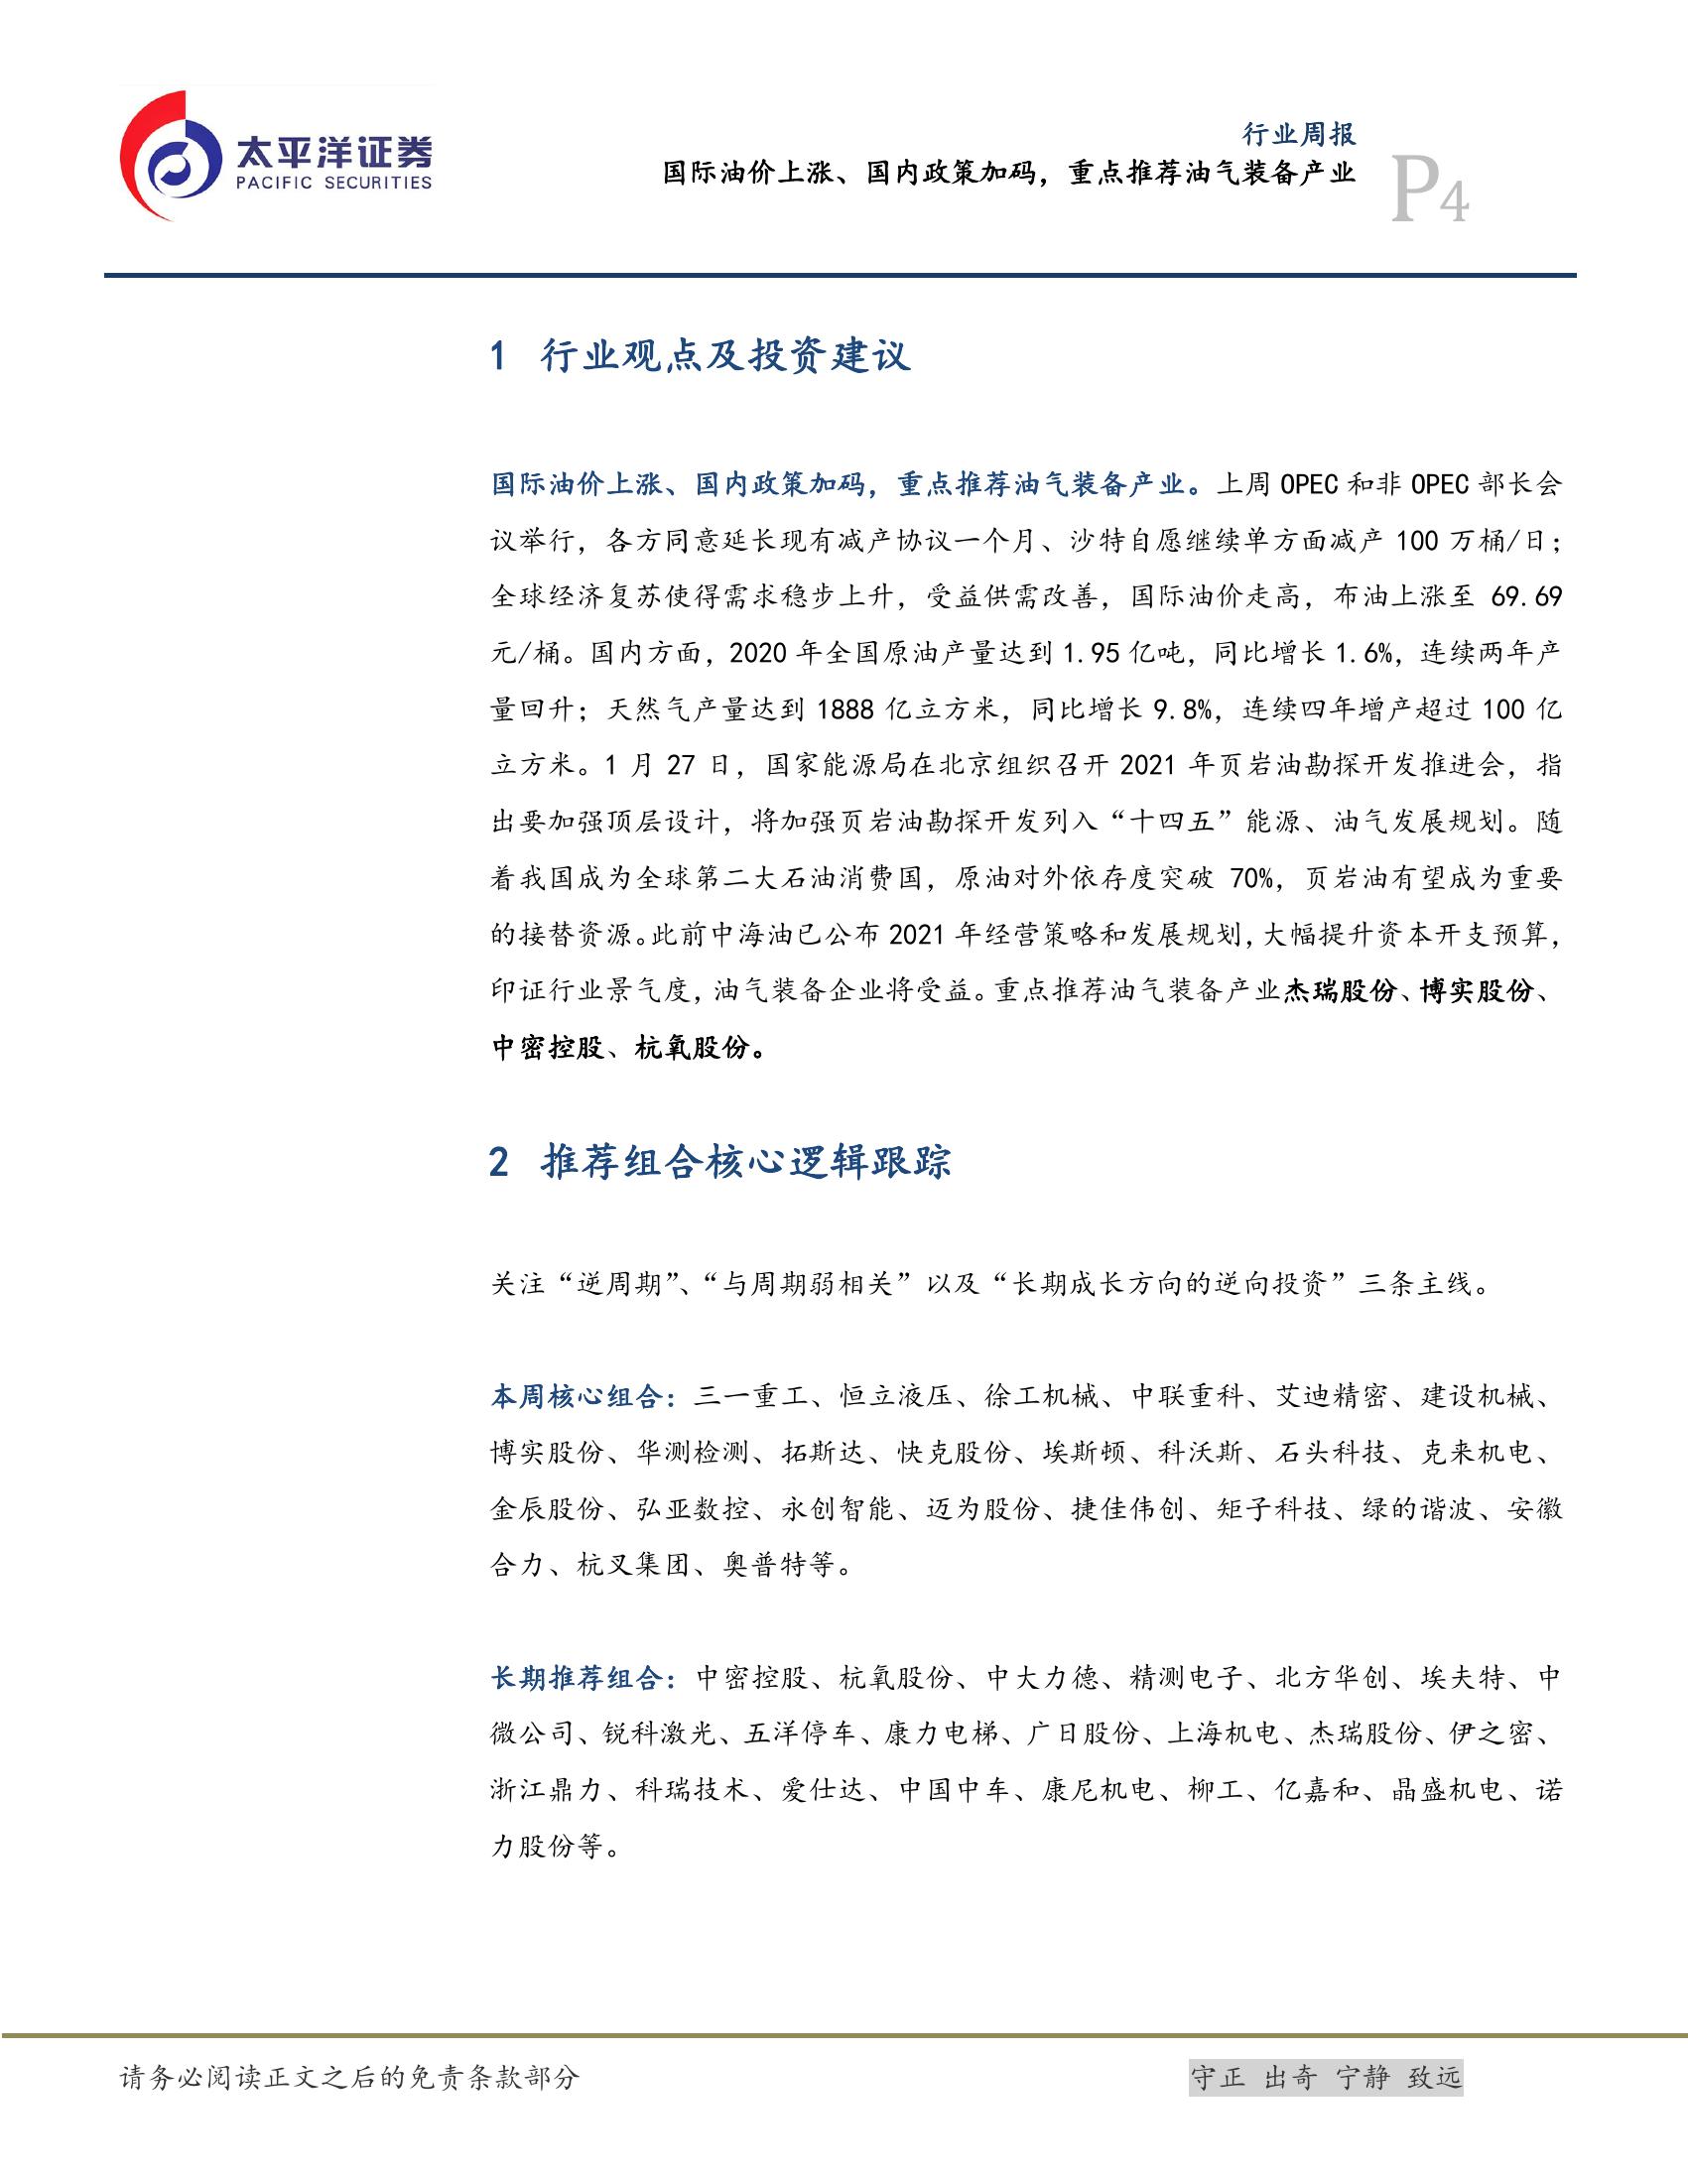 太平洋证券
PACIFIC SECURITIES
行业周报
国际油价上涨、国内政策加码，重点推荐油气装备产业
P4
1 行业观点及投资建议
国际油价上涨、国内政策加码，重点推荐油气装备产业。上周 OPEC 和非 OPEC 部长会
议举行，各方同意延长现有减产协议一个月、沙特自愿继续单方面减产 100 万桶/日；
全球经济复苏使得需求稳步上升，受益供需改善，国际油价走高，布油上涨至 69.69
元/桶。国内方面，2020 年全国原油产量达到 1.95 亿吨，同比增长 1.6%，连续两年产
量回升；天然气产量达到 1888 亿立方米，同比增长 9.8%，连续四年增产超过 100 亿
立方米。1 月 27 日，国家能源局在北京组织召开 2021 年页岩油勘探开发推进会，指
出要加强顶层设计，将加强页岩油勘探开发列入“十四五”能源、油气发展规划。随
着我国成为全球第二大石油消费国，原油对外依存度突破 70%，页岩油有望成为重要
的接替资源。此前中海油已公布 2021 年经营策略和发展规划，大幅提升资本开支预算，
印证行业景气度，油气装备企业将受益。重点推荐油气装备产业杰瑞股份、博实股份、
中密控股、杭氧股份。
2 推荐组合核心逻辑跟踪
关注“逆周期”、“与周期弱相关”以及“长期成长方向的逆向投资”三条主线。
本周核心组合：三一重工、恒立液压、徐工机械、中联重科、艾迪精密、建设机械、
博实股份、华测检测、拓斯达、快克股份、埃斯顿、科沃斯、石头科技、克来机电、
金辰股份、弘亚数控、永创智能、迈为股份、捷佳伟创、矩子科技、绿的谐波、安徽
合力、杭叉集团、奥普特等。
长期推荐组合：中密控股、杭氧股份、中大力德、精测电子、北方华创、埃夫特、中
微公司、锐科激光、五洋停车、康力电梯、广日股份、上海机电、杰瑞股份、伊之密、
浙江鼎力、科瑞技术、爱仕达、中国中车、康尼机电、柳工、亿嘉和、晶盛机电、诺
力股份等。
请务必阅读正文之后的免责条款部分
守正 出奇 宁静 致远